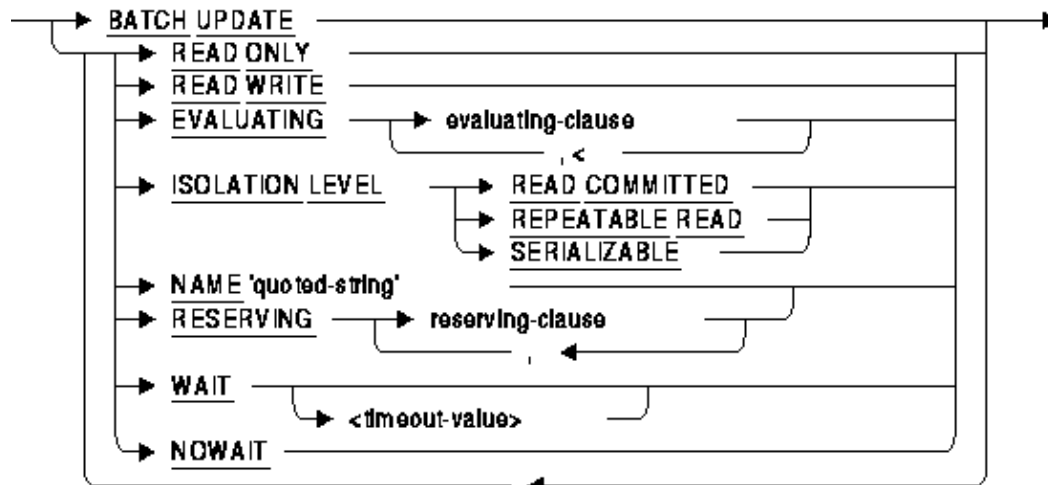 BATCH UPDATE
READ ONLY
READ WRITE
EVALUATING evaluating-clause
, <
ISOLATION LEVEL READ COMMITTED
REPEATABLE READ
SERIALIZABLE
NAME 'quoted-string'
RESERVING reserving-clause
,
WAIT
<timeout-value>
NOWAIT